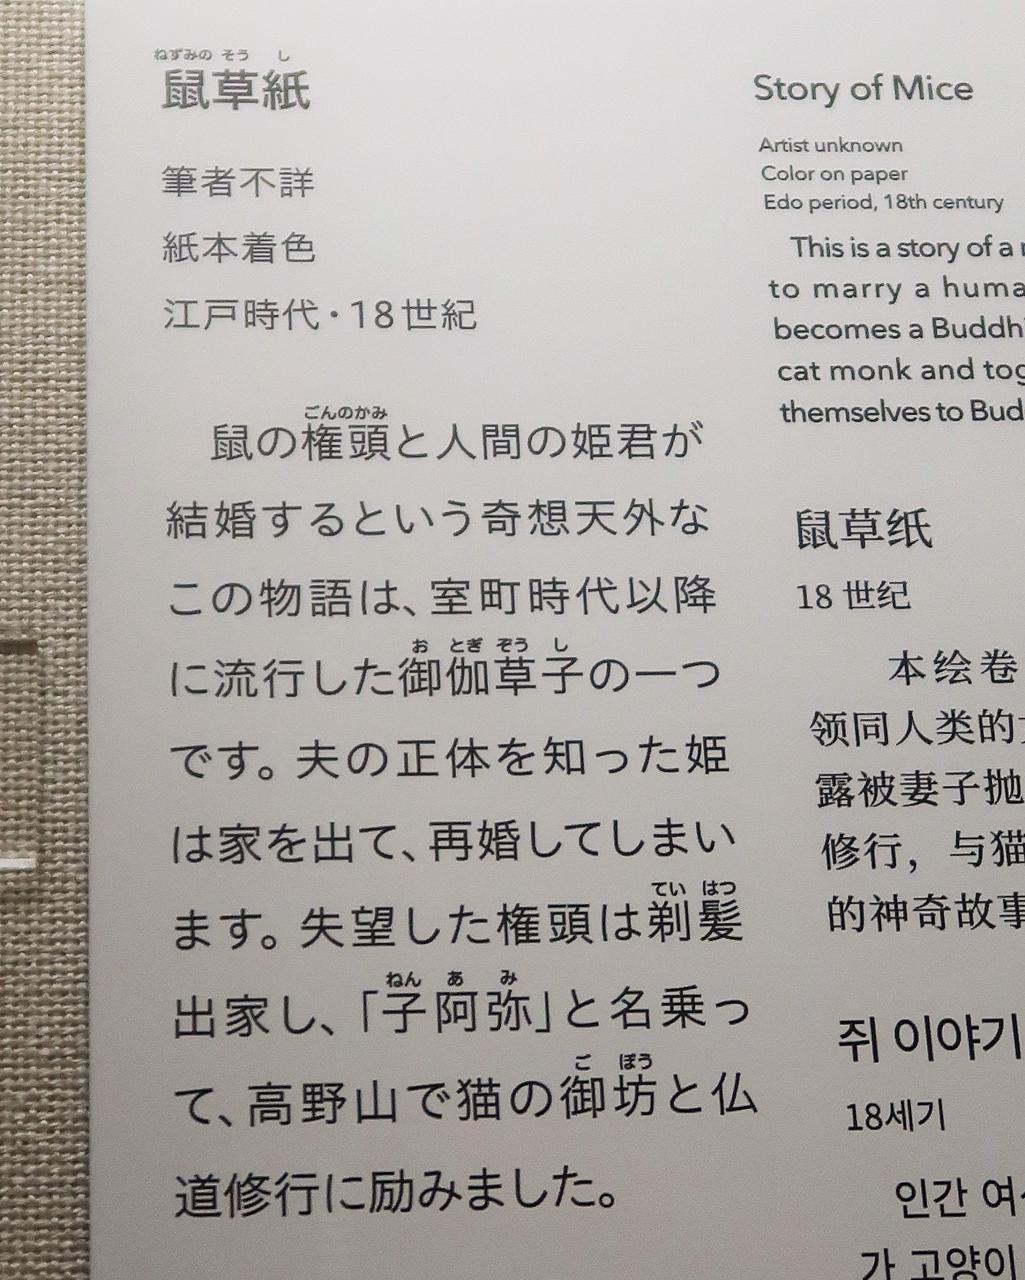 ねずみの そう し
鼠草紙
筆者不詳
紙本着色
江戸時代・18世紀
ごんのかみ
鼠の権頭と人間の姫君が
結婚するという奇想天外な
この物語は、室町時代以降
お とぎ ぞう し
に流行した御伽草子の一つ
です。夫の正体を知った姫
は家を出て、再婚してしまい
てい はつ
ます。失望した権頭は剃髪
ねん あ み
出家し、「子阿弥」と名乗っ
ご ぼう
て、高野山で猫の御坊と仏
道修行に励みました。
Story of Mice
Artist unknown
Color on paper
Edo period, 18th century
This is a story of a
to marry a huma
becomes a Buddh
cat monk and tog
themselves to Bud
鼠草纸
18 世纪
本绘卷
领同人类的
露被妻子抛
修行，与猫
的神奇故事
쥐 이야기
18세기
인간 여
가 고양이